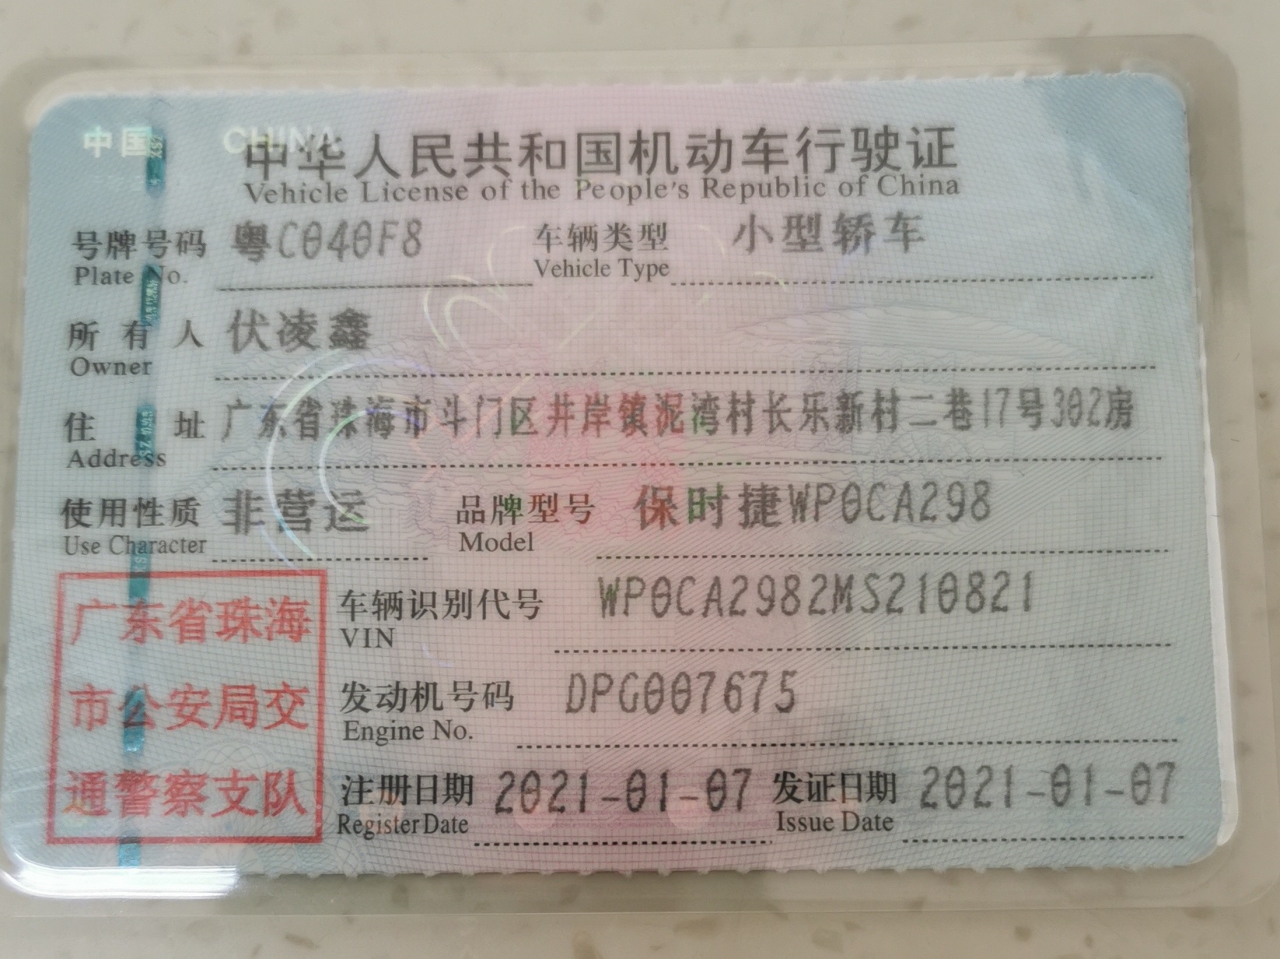 中国 CHINA
中华人民共和国机动车行驶证
Vehicle License of the People's Republic of China
号牌号码 粤C040F8 车辆类型 小型轿车
Plate No. Vehicle Type
所有人 伏凌鑫
Owner
住址 广东省珠海市斗门区井岸镇泥湾村长乐新村二巷17号302房
Address
使用性质 非营运 品牌型号 保时捷WP0CA298
Use Character Model
广东省珠海
市公安局交
通警察支队
车辆识别代号 WP0CA2982MS210821
VIN
发动机号码 DPG007675
Engine No.
注册日期 2021-01-07 发证日期 2021-01-07
Register Date Issue Date